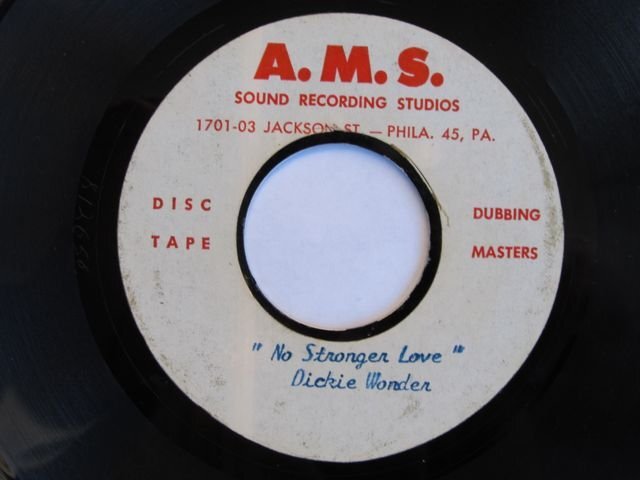 A. M. S.
SOUND RECORDING STUDIOS
1701-03 JACKSON ST. — PHILA. 45, PA.
DISC
TAPE
DUBBING
MASTERS
" No Stronger Love "
Dickie Wonder